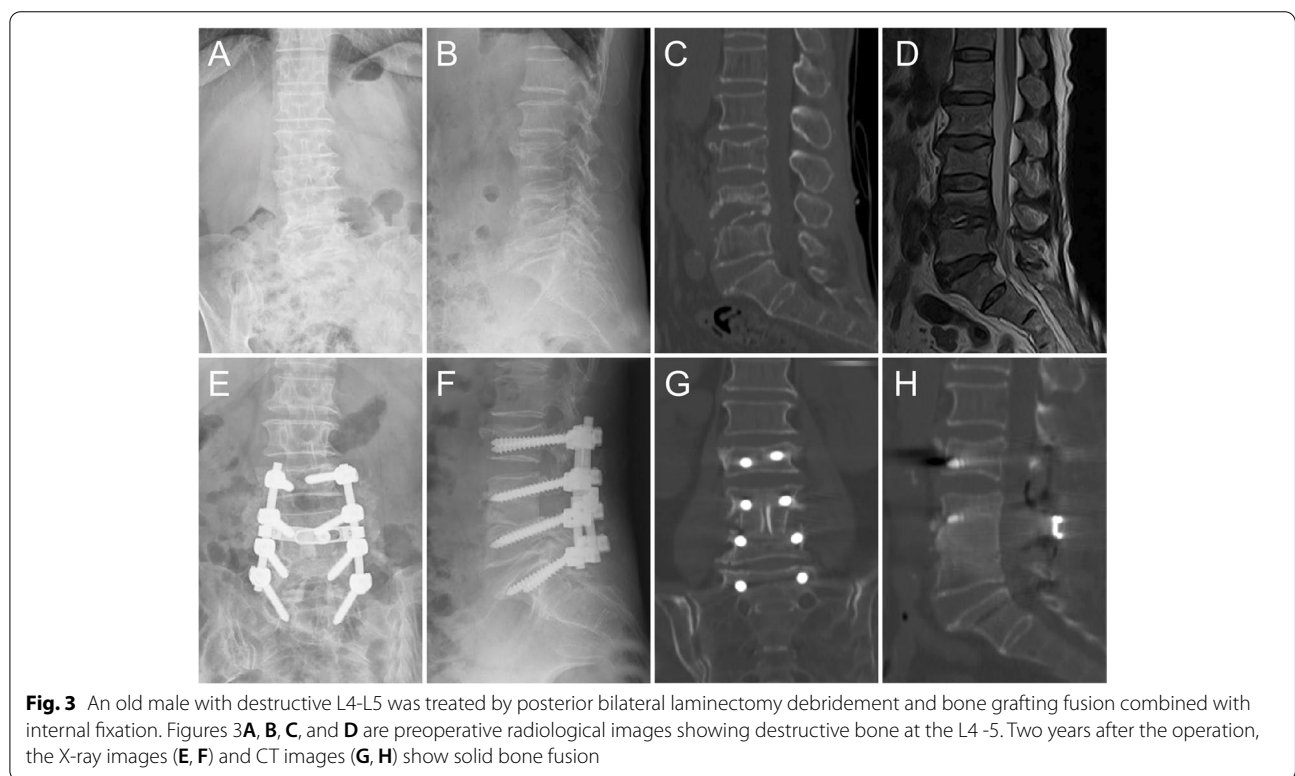 A
B
C
D
E
F
G
H
Fig. 3 An old male with destructive L4-L5 was treated by posterior bilateral laminectomy debridement and bone grafting fusion combined with
internal fixation. Figures 3A, B, C, and D are preoperative radiological images showing destructive bone at the L4 -5. Two years after the operation,
the X-ray images (E, F) and CT images (G, H) show solid bone fusion